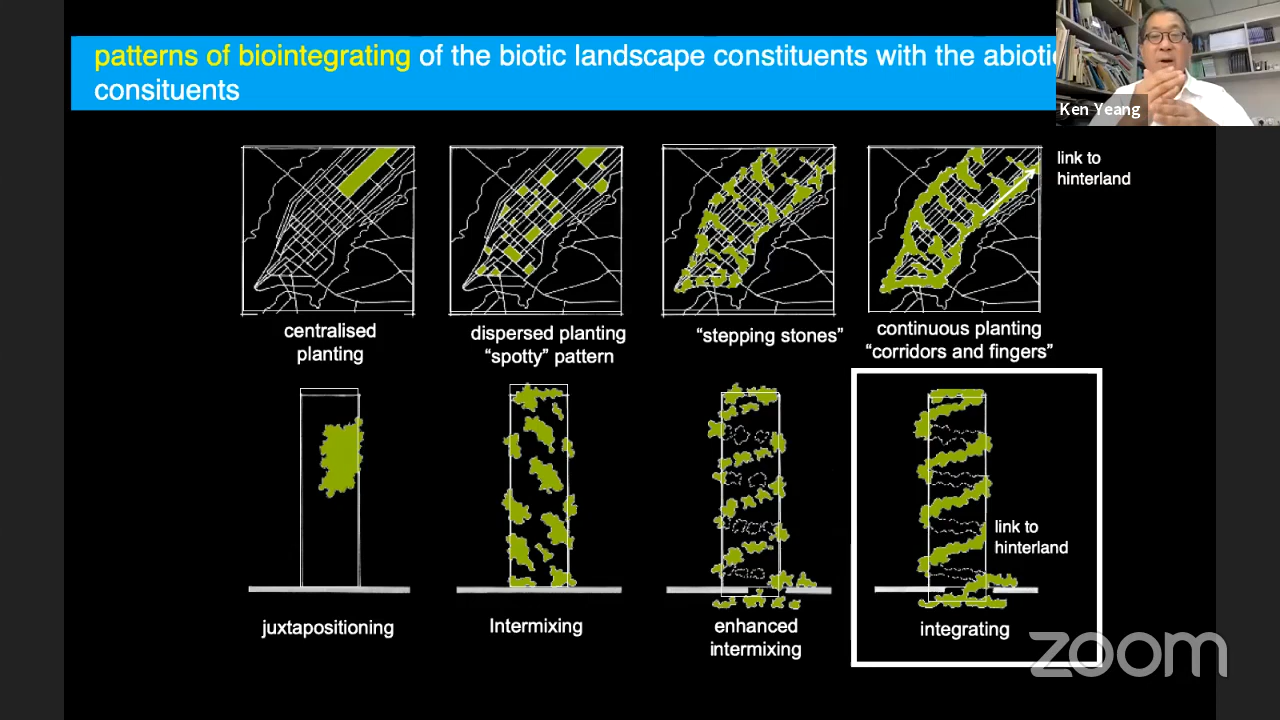 patterns of biointegrating of the biotic landscape constituents with the abiotic
consituents
Ken Yeang
link to
hinterland
centralised
planting
dispersed planting
“spotty” pattern
“stepping stones”
continuous planting
“corridors and fingers”
link to
hinterland
juxtapositioning
Intermixing
enhanced
intermixing
integrating
zoom